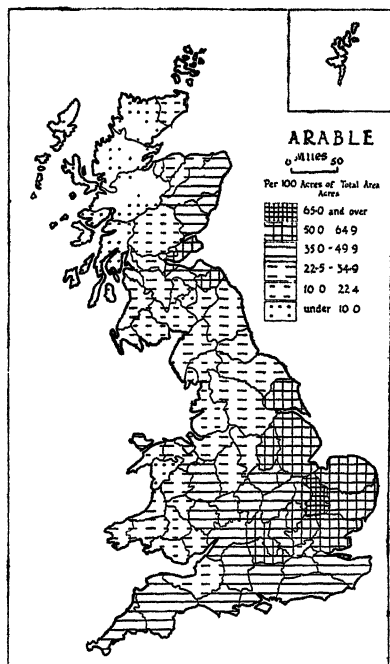 ARABLE
0 Miles 50
Per 100 Acres of Total Area
Acres
65·0 and over
50 0 64 9
35 0 - 49 9
22·5 - 34·9
10 0 22 4
under 10 0